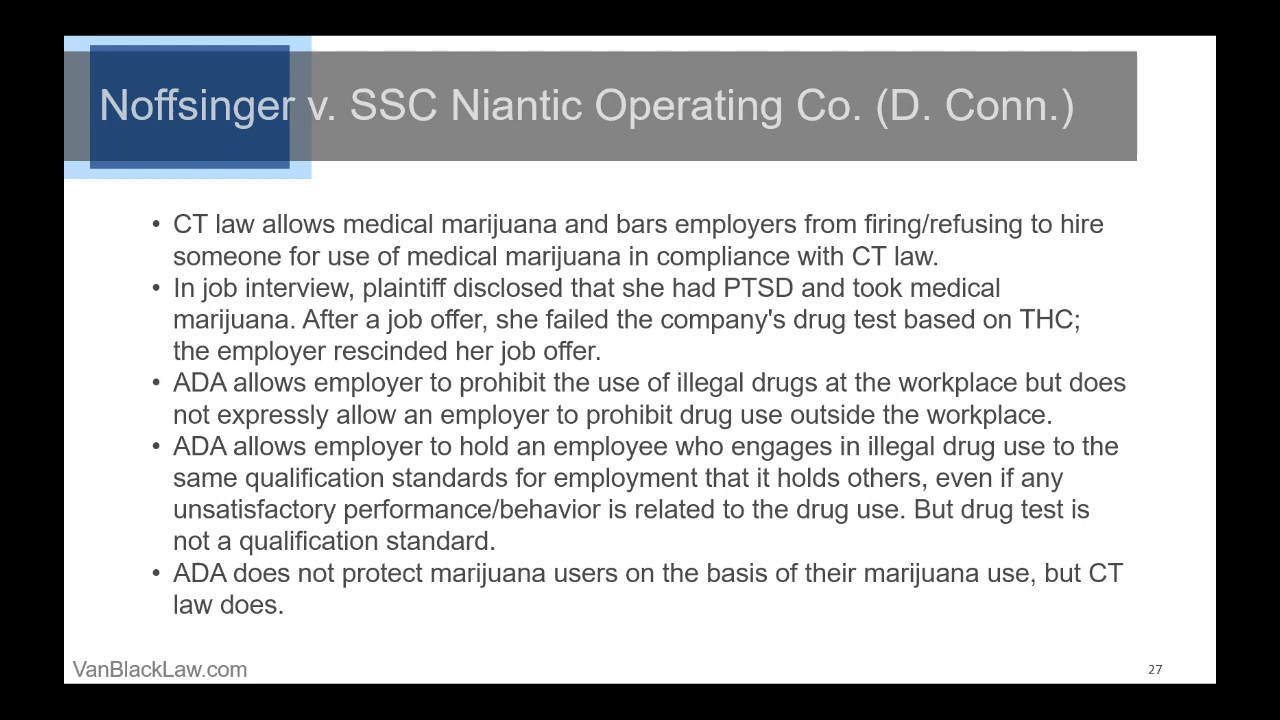 Noffsinger v. SSC Niantic Operating Co. (D. Conn.)
• CT law allows medical marijuana and bars employers from firing/refusing to hire
someone for use of medical marijuana in compliance with CT law.
• In job interview, plaintiff disclosed that she had PTSD and took medical
marijuana. After a job offer, she failed the company's drug test based on THC;
the employer rescinded her job offer.
• ADA allows employer to prohibit the use of illegal drugs at the workplace but does
not expressly allow an employer to prohibit drug use outside the workplace.
• ADA allows employer to hold an employee who engages in illegal drug use to the
same qualification standards for employment that it holds others, even if any
unsatisfactory performance/behavior is related to the drug use. But drug test is
not a qualification standard.
• ADA does not protect marijuana users on the basis of their marijuana use, but CT
law does.
VanBlackLaw.com
27